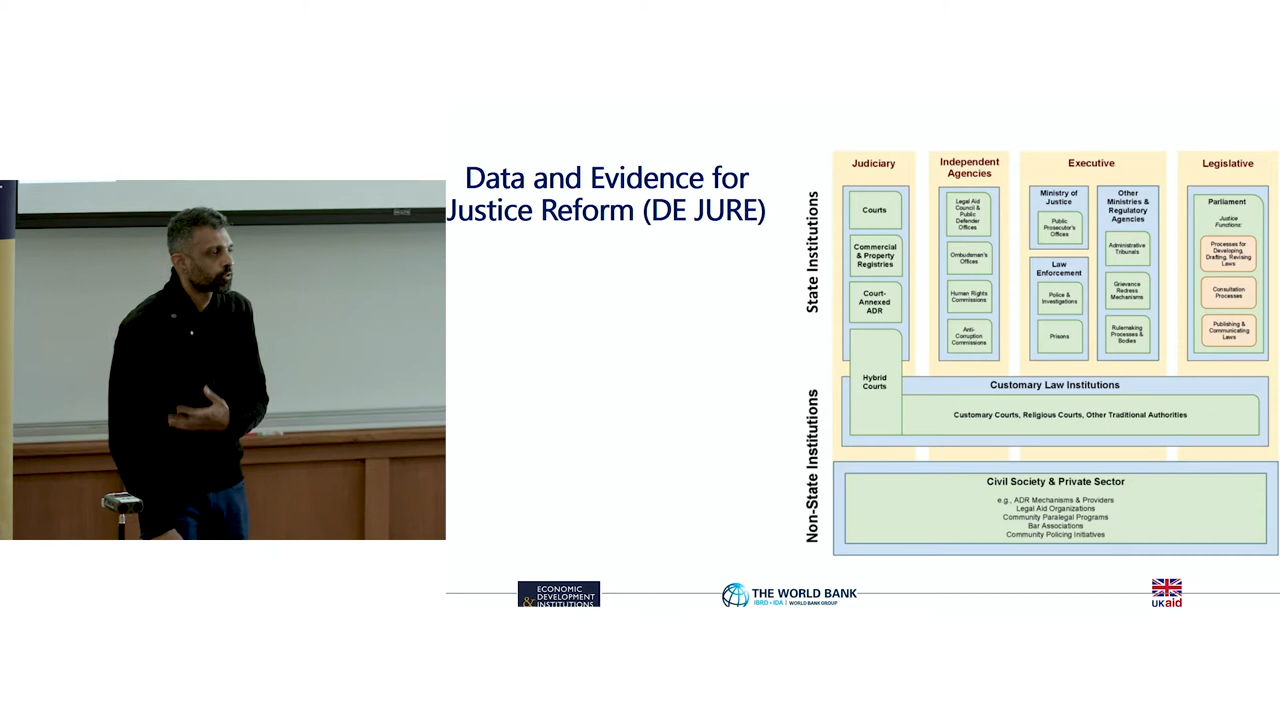 Data and Evidence for
Justice Reform (DE JURE)
State Institutions
Non-State Institutions
Judiciary
Courts
Commercial
& Property
Registries
Court-
Annexed
ADR
Hybrid
Courts
Independent
Agencies
Legal Aid
Council &
Public
Defender
Offices
Ombudsman's
Offices
Human Rights
Commissions
Anti-
Corruption
Commissions
Executive
Ministry of
Justice
Public
Prosecutor's
Offices
Law
Enforcement
Police &
Investigations
Prisons
Other
Ministries &
Regulatory
Agencies
Administrative
Tribunals
Grievance
Redress
Mechanisms
Rulemaking
Processes &
Bodies
Legislative
Parliament
Justice
Functions:
Processes for
Developing,
Drafting, Revising
Laws
Consultation
Processes
Publishing &
Communicating
Laws
Customary Law Institutions
Customary Courts, Religious Courts, Other Traditional Authorities
Civil Society & Private Sector
e.g., ADR Mechanisms & Providers
Legal Aid Organizations
Community Paralegal Programs
Bar Associations
Community Policing Initiatives
ECONOMIC
DEVELOPMENT
& INSTITUTIONS
THE WORLD BANK
IBRD • IDA | WORLD BANK GROUP
UKaid